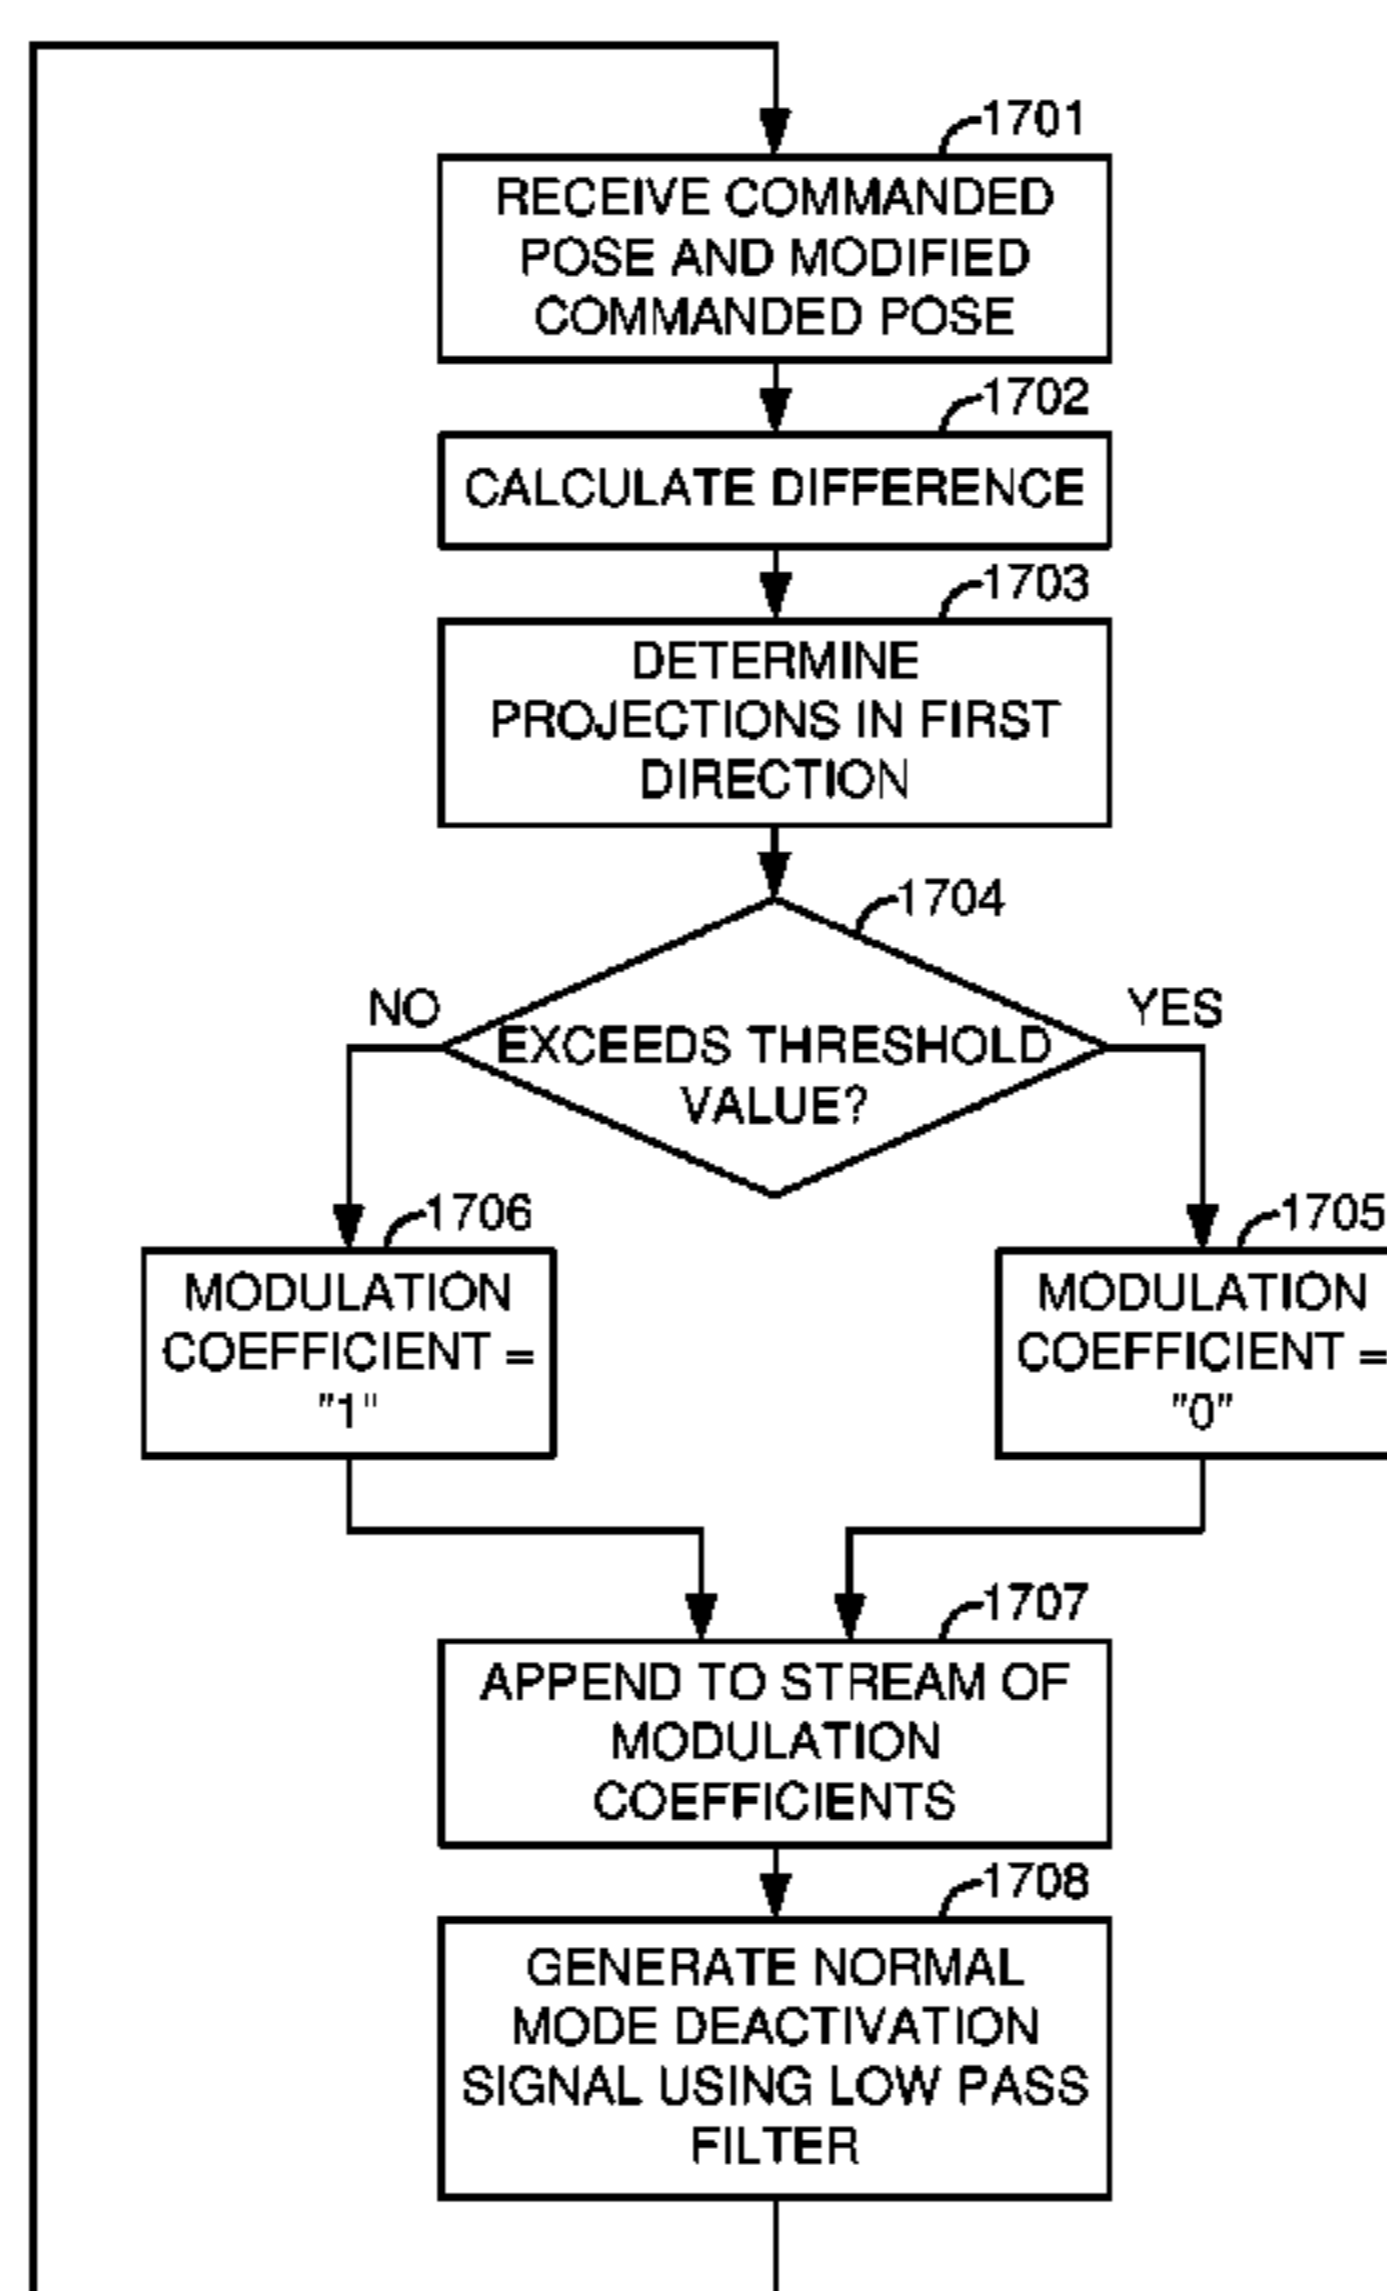 1701
RECEIVE COMMANDED
POSE AND MODIFIED
COMMANDED POSE
1702
CALCULATE DIFFERENCE
1703
DETERMINE
PROJECTIONS IN FIRST
DIRECTION
1704
NO
YES
EXCEEDS THRESHOLD
VALUE?
1706
MODULATION
COEFFICIENT =
"1"
1705
MODULATION
COEFFICIENT =
"0"
1707
APPEND TO STREAM OF
MODULATION
COEFFICIENTS
1708
GENERATE NORMAL
MODE DEACTIVATION
SIGNAL USING LOW PASS
FILTER